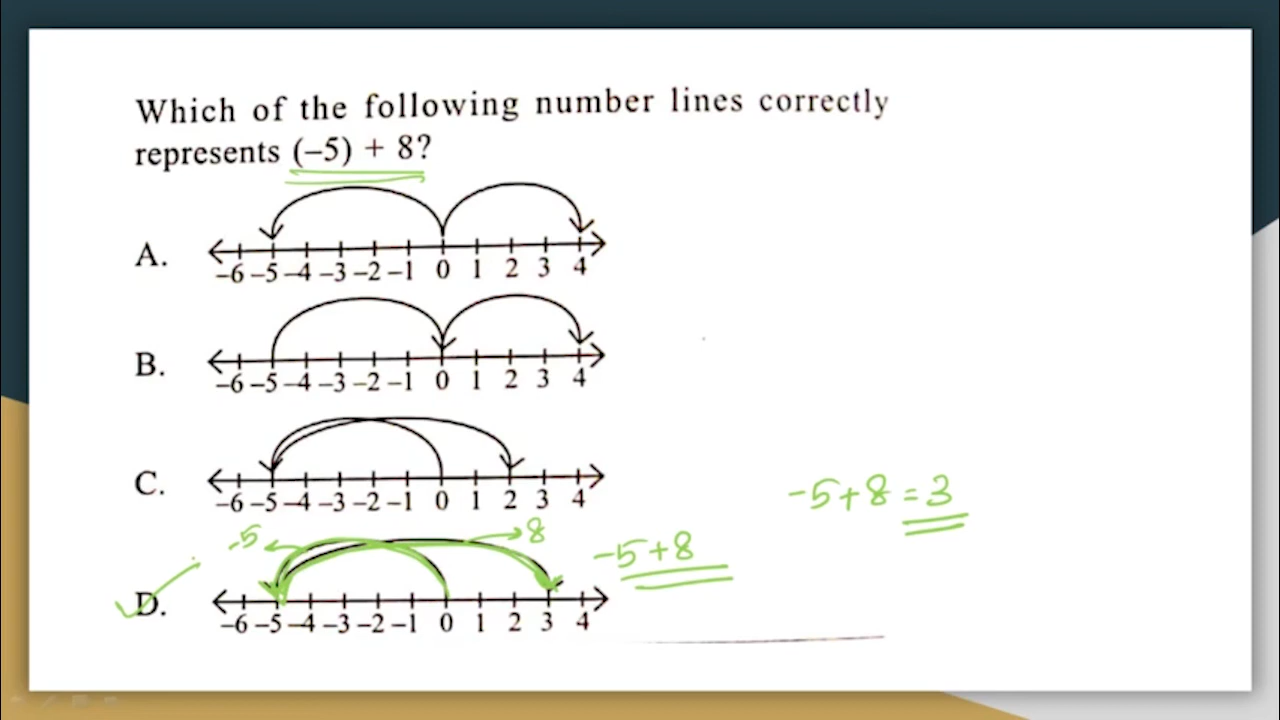 Which of the following number lines correctly
represents (–5) + 8?
A.
–6 –5 –4 –3 –2 –1 0 1 2 3 4
B.
–6 –5 –4 –3 –2 –1 0 1 2 3 4
C.
–6 –5 –4 –3 –2 –1 0 1 2 3 4
-5+8 = 3
-5
8
-5+8
D.
–6 –5 –4 –3 –2 –1 0 1 2 3 4